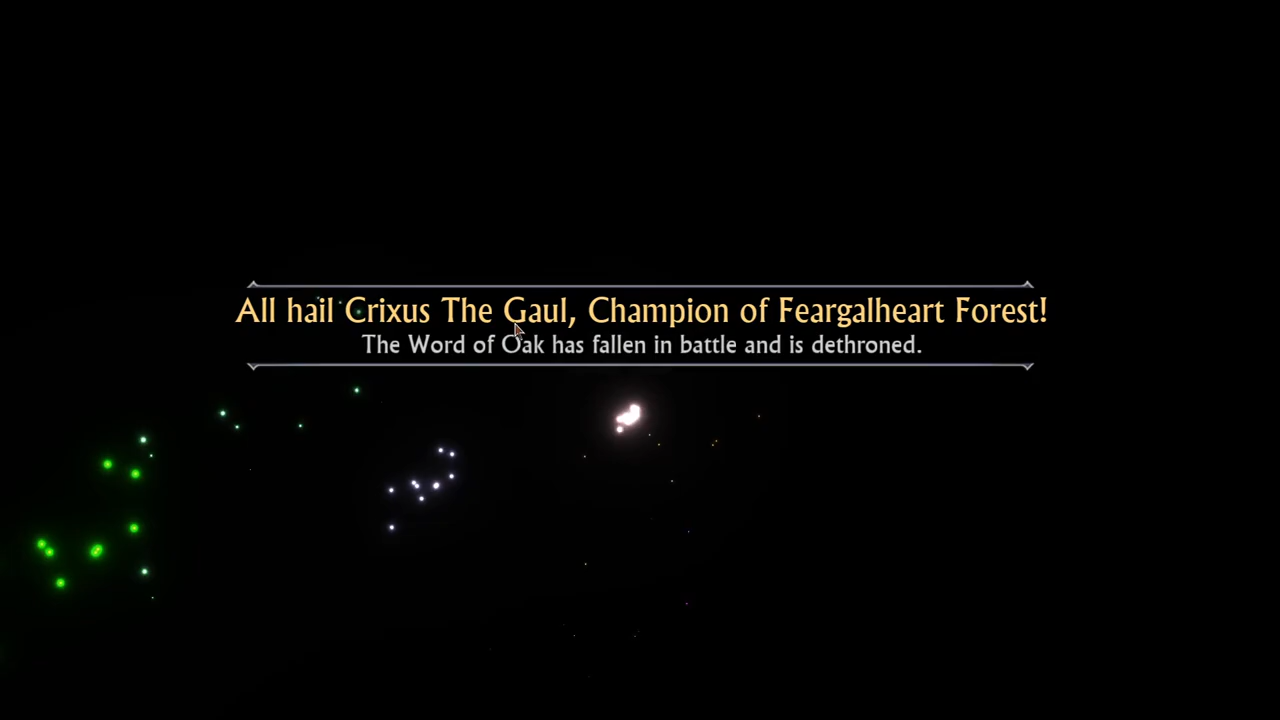 All hail Crixus The Gaul, Champion of Feargalheart Forest!
The Word of Oak has fallen in battle and is dethroned.